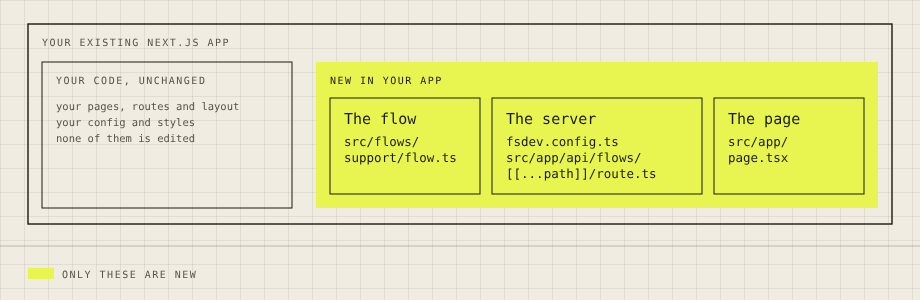 YOUR EXISTING NEXT.JS APP
YOUR CODE, UNCHANGED
your pages, routes and layout
your config and styles
none of them is edited
NEW IN YOUR APP
The flow
src/flows/
support/flow.ts
The server
fsdev.config.ts
src/app/api/flows/
[[...path]]/route.ts
The page
src/app/
page.tsx
ONLY THESE ARE NEW